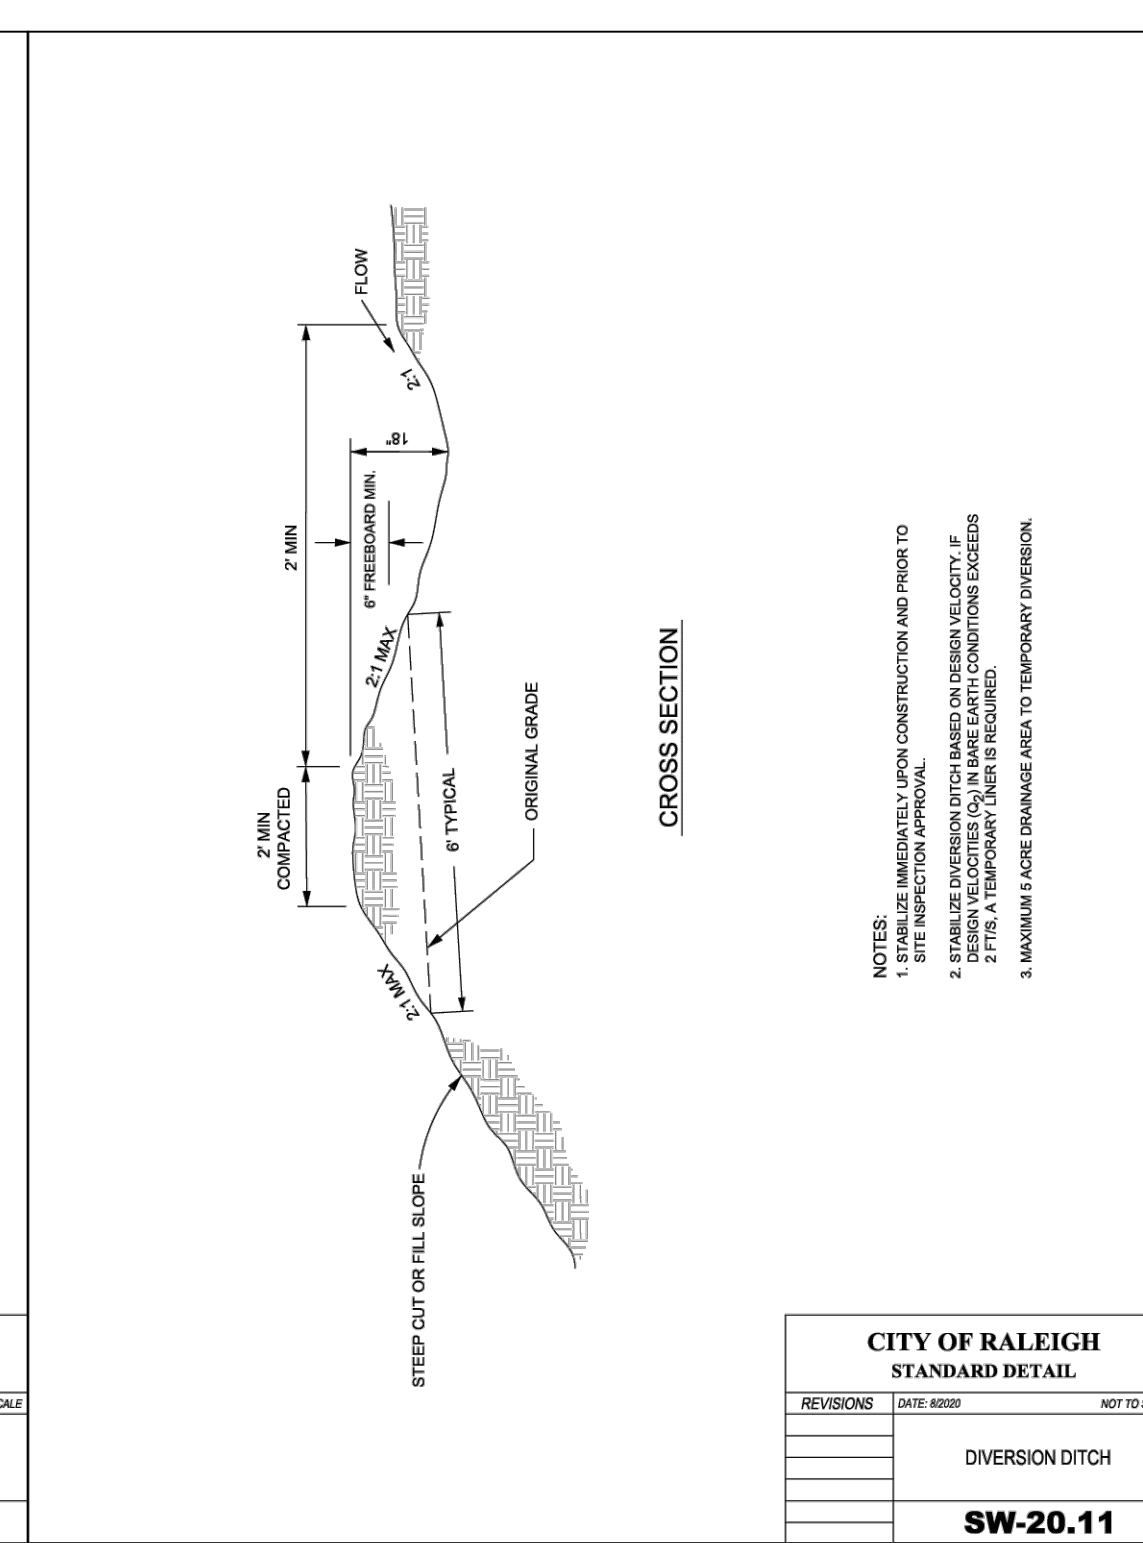 FLOW
2:1
2' MIN
18"
6" FREEBOARD MIN.
2:1 MAX
2' MIN
COMPACTED
6' TYPICAL
ORIGINAL GRADE
2:1 MAX
STEEP CUT OR FILL SLOPE
CROSS SECTION
NOTES:
1. STABILIZE IMMEDIATELY UPON CONSTRUCTION AND PRIOR TO
SITE INSPECTION APPROVAL.
2. STABILIZE DIVERSION DITCH BASED ON DESIGN VELOCITY. IF
DESIGN VELOCITIES (Q2) IN BARE EARTH CONDITIONS EXCEEDS
2 FT/S, A TEMPORARY LINER IS REQUIRED.
3. MAXIMUM 5 ACRE DRAINAGE AREA TO TEMPORARY DIVERSION.
CITY OF RALEIGH
STANDARD DETAIL
REVISIONS
DATE: 8/2020
NOT TO
DIVERSION DITCH
SW-20.11